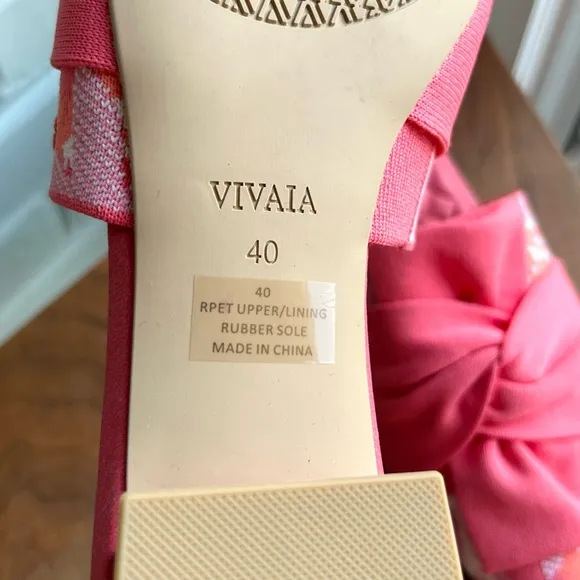 VIVAIA
40
40
RPET UPPER/LINING
RUBBER SOLE
MADE IN CHINA